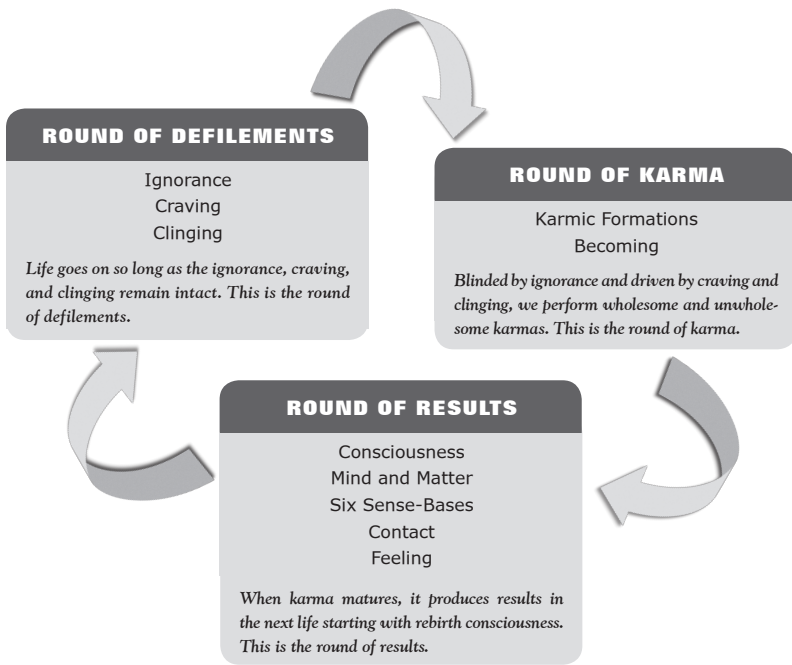 ROUND OF DEFILEMENTS
Ignorance
Craving
Clinging
Life goes on so long as the ignorance, craving,
and clinging remain intact. This is the round
of defilements.
ROUND OF KARMA
Karmic Formations
Becoming
Blinded by ignorance and driven by craving and
clinging, we perform wholesome and unwhole-
some karmas. This is the round of karma.
ROUND OF RESULTS
Consciousness
Mind and Matter
Six Sense-Bases
Contact
Feeling
When karma matures, it produces results in
the next life starting with rebirth consciousness.
This is the round of results.